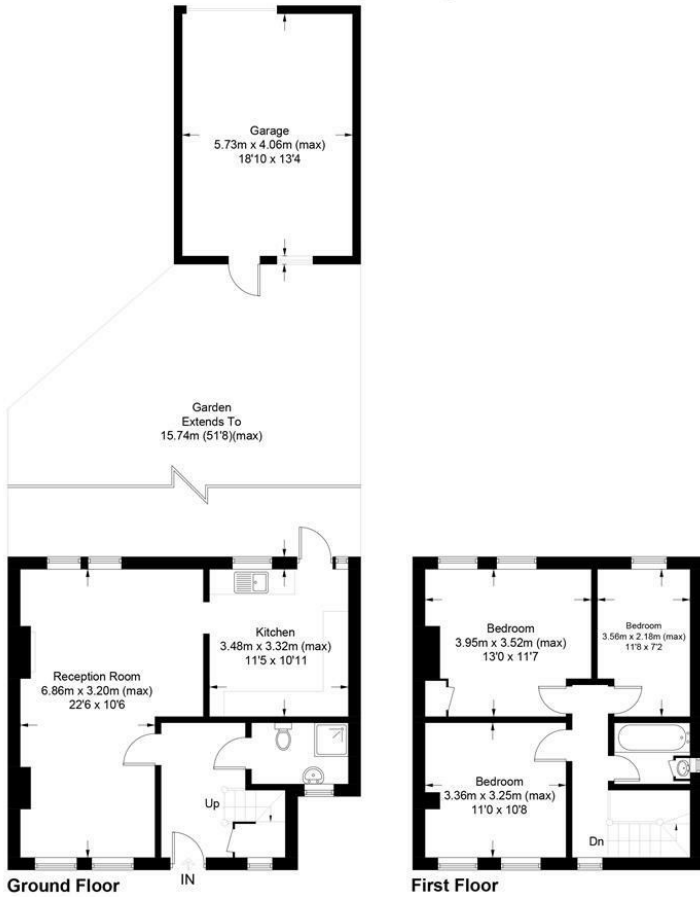 Garage
5.73m x 4.06m (max)
18'10 x 13'4
Garden
Extends To
15.74m (51'8)(max)
Kitchen
3.48m x 3.32m (max)
11'5 x 10'11
Reception Room
6.86m x 3.20m (max)
22'6 x 10'6
Up
IN
Ground Floor
Bedroom
3.95m x 3.52m (max)
13'0 x 11'7
Bedroom
3.56m x 2.18m (max)
11'8 x 7'2
Bedroom
3.36m x 3.25m (max)
11'0 x 10'8
Dn
First Floor